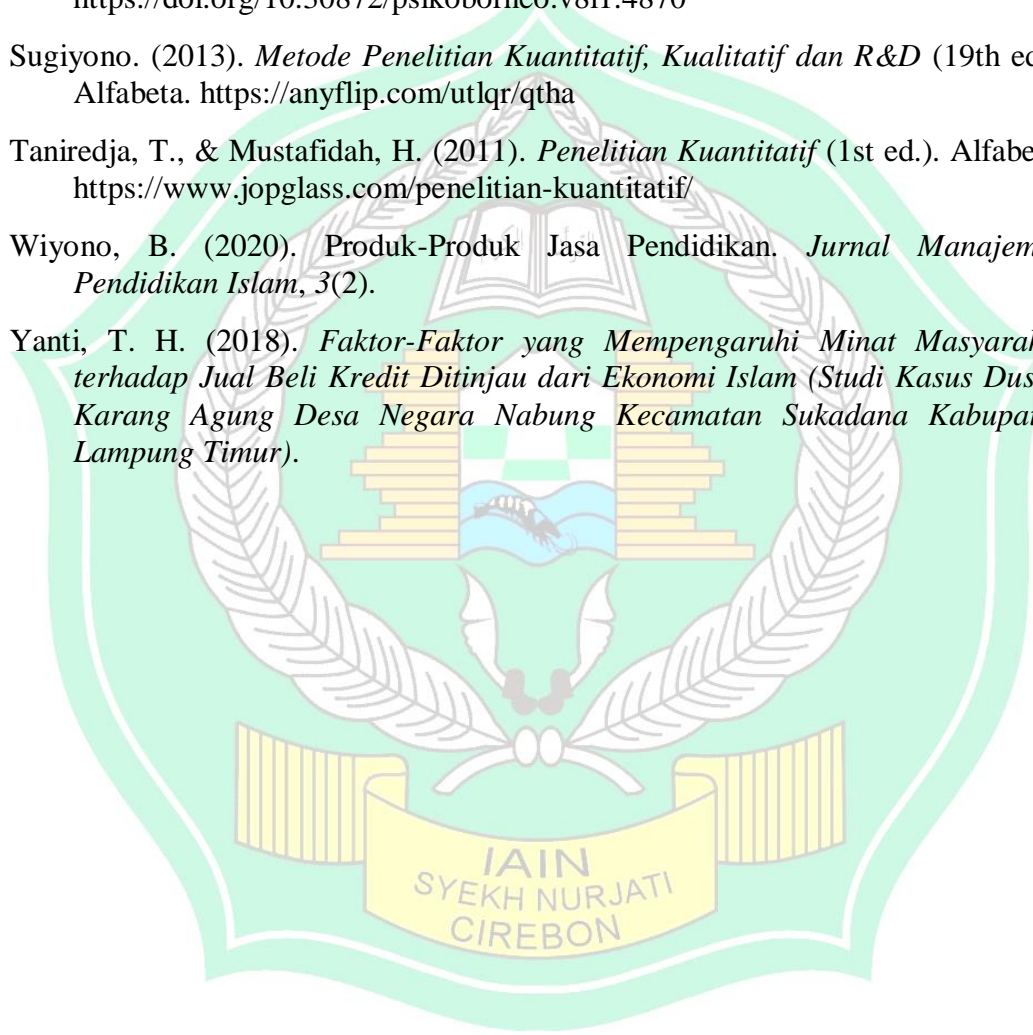 https://doi.org/10.30872/psikoborneo.v8i1.4870
Sugiyono. (2013). Metode Penelitian Kuantitatif, Kualitatif dan R&D (19th ed
Alfabeta. https://anyflip.com/utlqr/qtha
Taniredja, T., & Mustafidah, H. (2011). Penelitian Kuantitatif (1st ed.). Alfabe
https://www.jopglass.com/penelitian-kuantitatif/
Wiyono, B. (2020). Produk-Produk Jasa Pendidikan. Jurnal Manajem
Pendidikan Islam, 3(2).
Yanti, T. H. (2018). Faktor-Faktor yang Mempengaruhi Minat Masyarak
terhadap Jual Beli Kredit Ditinjau dari Ekonomi Islam (Studi Kasus Dus
Karang Agung Desa Negara Nabung Kecamatan Sukadana Kabupa
Lampung Timur).
IAIN
SYEKH NURJATI
CIREBON